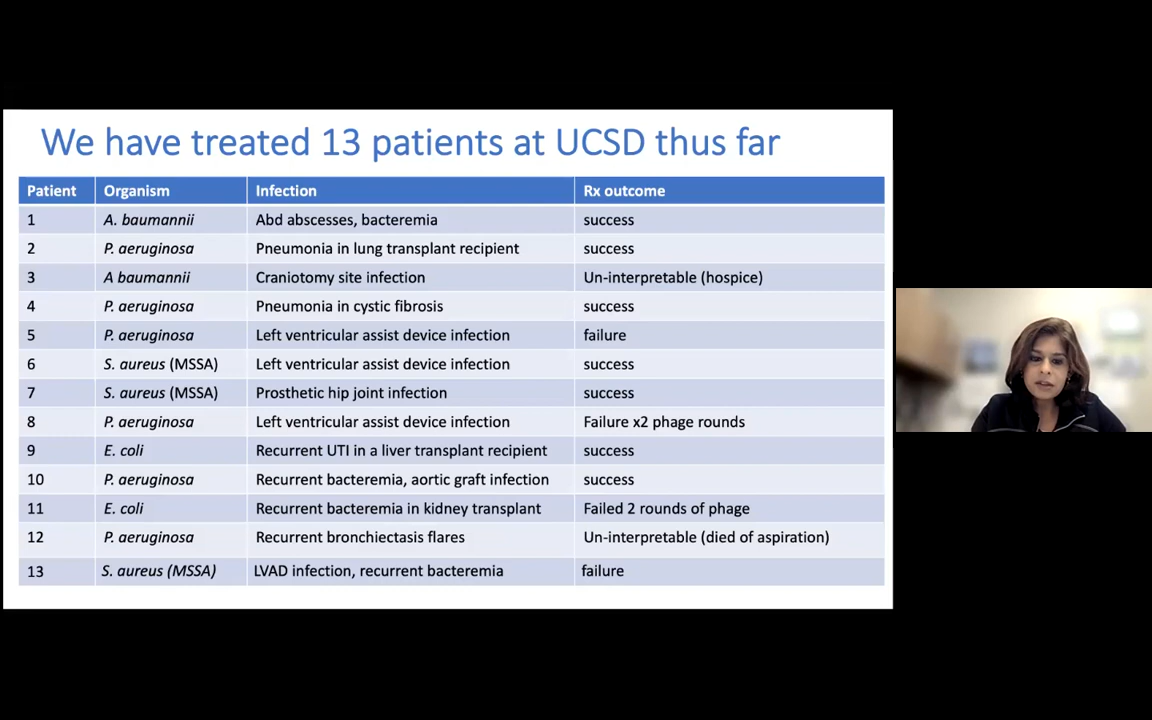 We have treated 13 patients at UCSD thus far
Patient Organism Infection Rx outcome
1 A. baumannii Abd abscesses, bacteremia success
2 P. aeruginosa Pneumonia in lung transplant recipient success
3 A baumannii Craniotomy site infection Un-interpretable (hospice)
4 P. aeruginosa Pneumonia in cystic fibrosis success
5 P. aeruginosa Left ventricular assist device infection failure
6 S. aureus (MSSA) Left ventricular assist device infection success
7 S. aureus (MSSA) Prosthetic hip joint infection success
8 P. aeruginosa Left ventricular assist device infection Failure x2 phage rounds
9 E. coli Recurrent UTI in a liver transplant recipient success
10 P. aeruginosa Recurrent bacteremia, aortic graft infection success
11 E. coli Recurrent bacteremia in kidney transplant Failed 2 rounds of phage
12 P. aeruginosa Recurrent bronchiectasis flares Un-interpretable (died of aspiration)
13 S. aureus (MSSA) LVAD infection, recurrent bacteremia failure